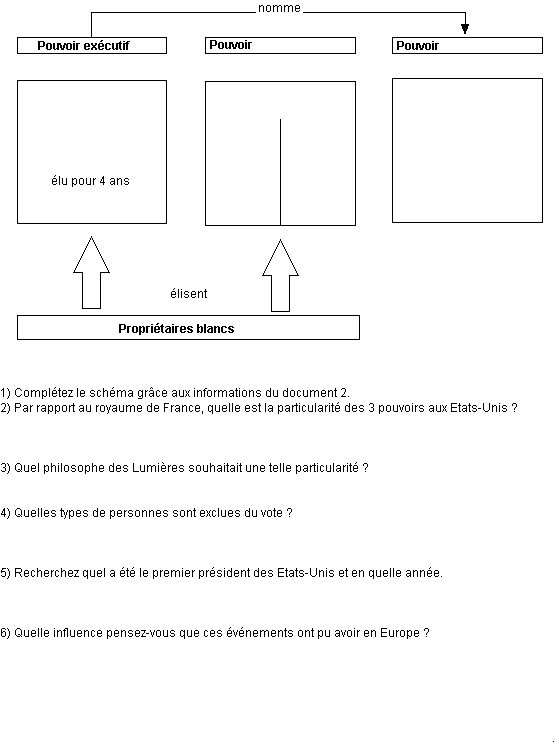 nomme
Pouvoir exécutif
Pouvoir
Pouvoir
élu pour 4 ans
élisent
Propriétaires blancs
1) Complétez le schéma grâce aux informations du document 2.
2) Par rapport au royaume de France, quelle est la particularité des 3 pouvoirs aux Etats-Unis ?
3) Quel philosophe des Lumières souhaitait une telle particularité ?
4) Quelles types de personnes sont exclues du vote ?
5) Recherchez quel a été le premier président des Etats-Unis et en quelle année.
6) Quelle influence pensez-vous que ces événements ont pu avoir en Europe ?